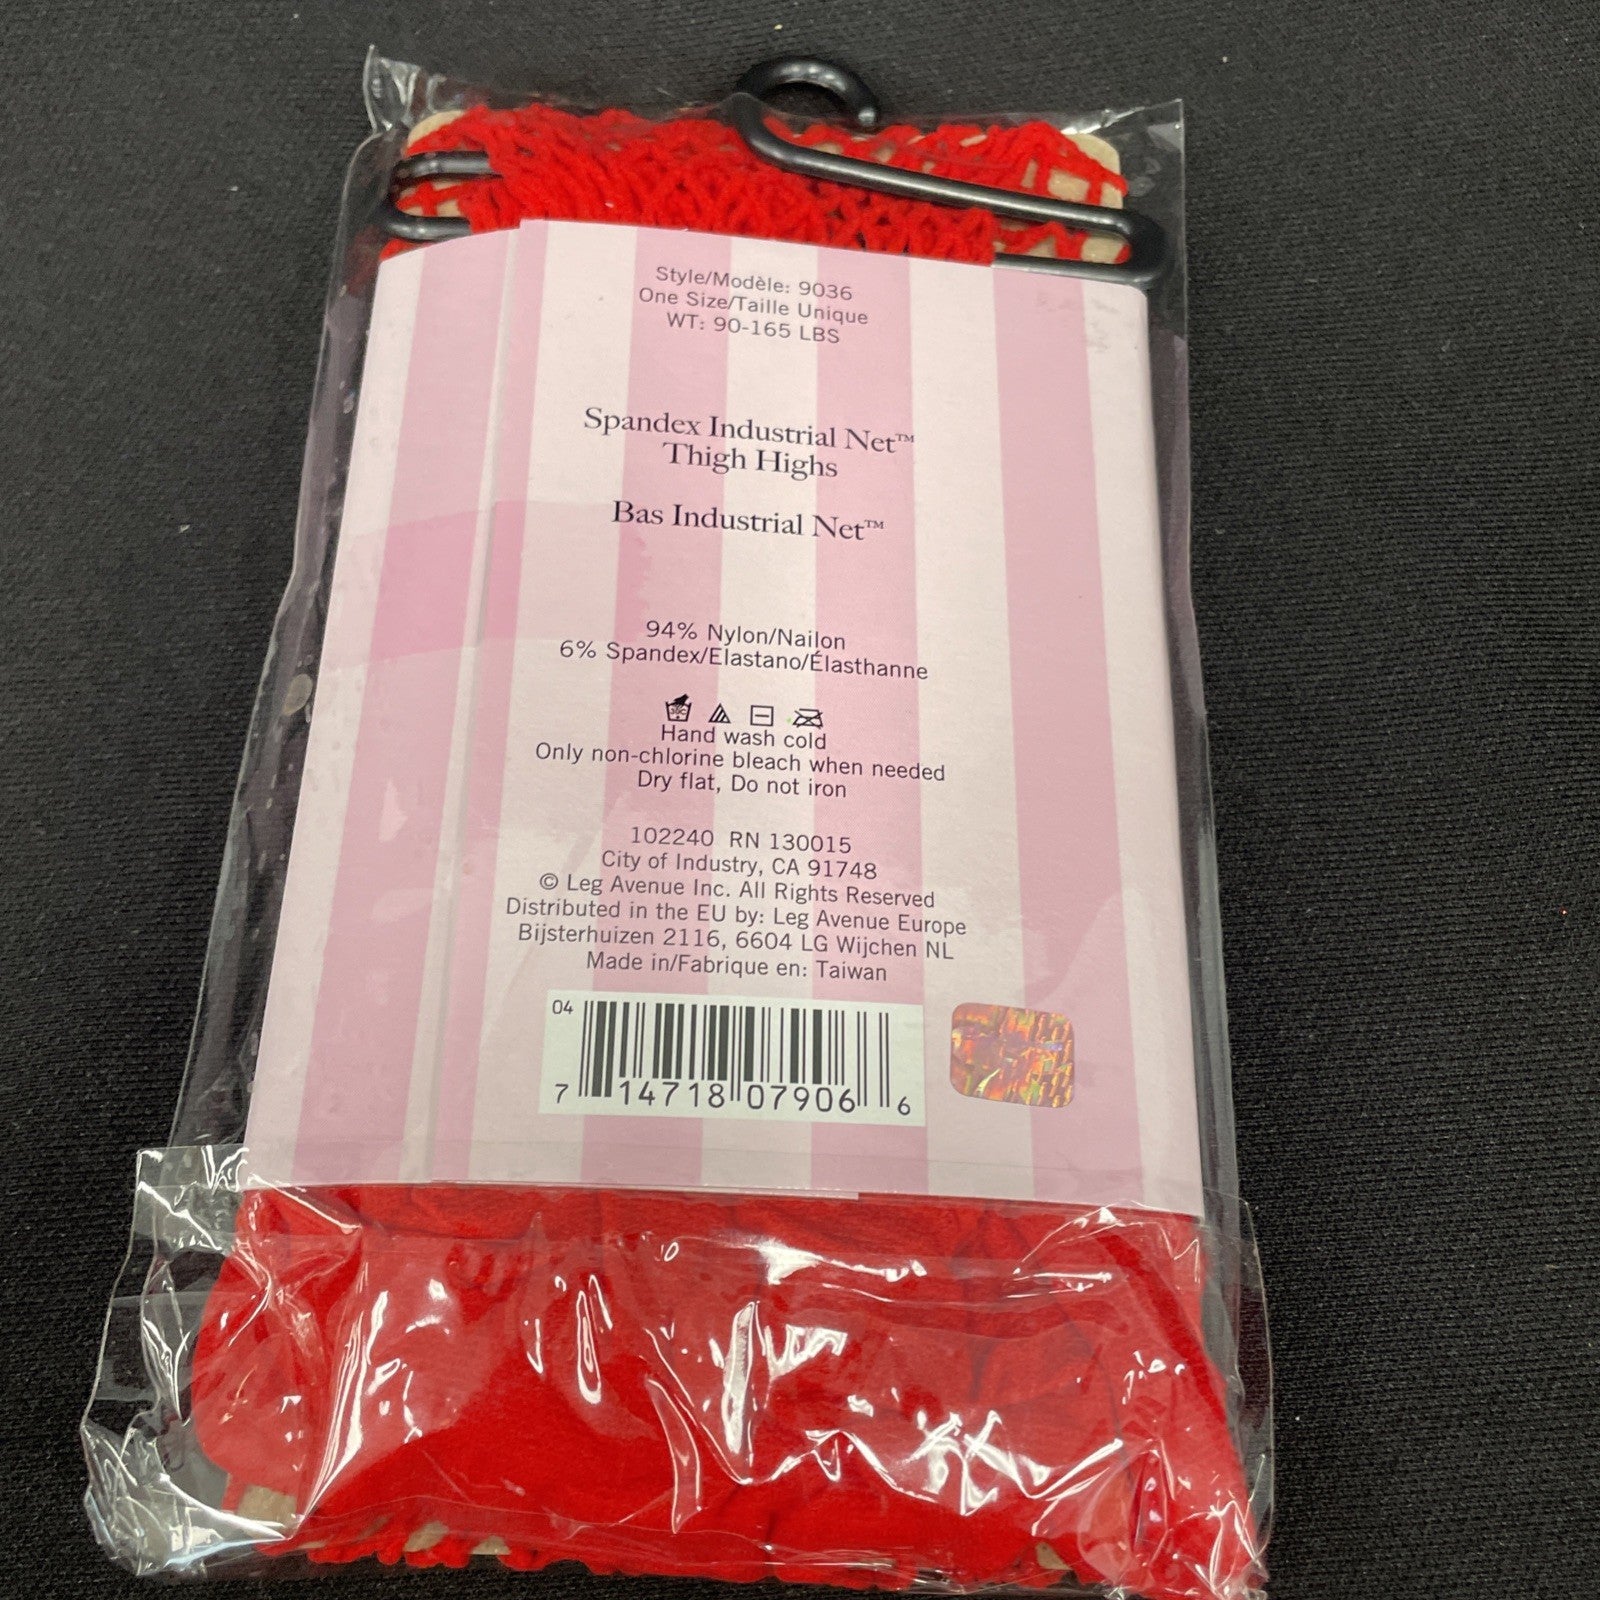 Style/Modèle: 9036
One Size/Taille Unique
WT: 90-165 LBS
Spandex Industrial Net™
Thigh Highs
Bas Industrial Net™
94% Nylon/Nailon
6% Spandex/Elastano/Élasthanne
Hand wash cold
Only non-chlorine bleach when needed
Dry flat, Do not iron
102240 RN 130015
City of Industry, CA 91748
© Leg Avenue Inc. All Rights Reserved
Distributed in the EU by: Leg Avenue Europe
Bijsterhuizen 2116, 6604 LG Wijchen NL
Made in/Fabrique en: Taiwan
04
7 14718 07906 6